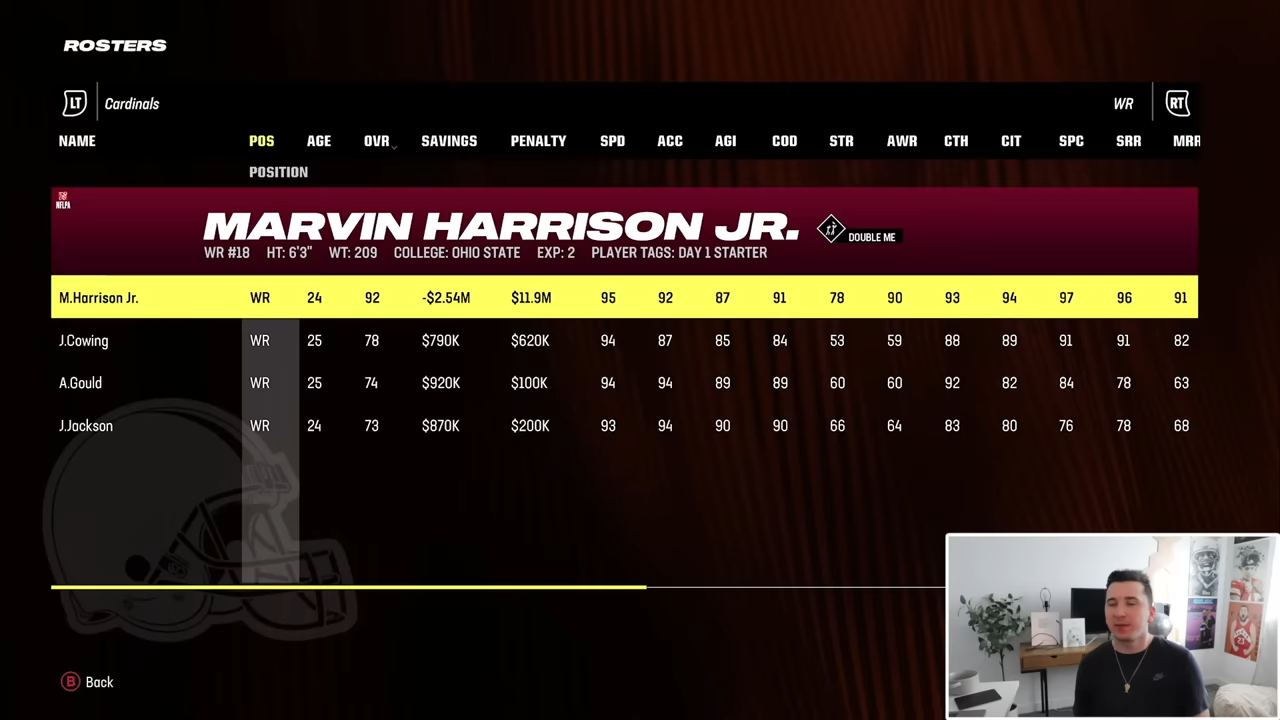 ROSTERS
LT Cardinals WR RT
NAME POS AGE OVR SAVINGS PENALTY SPD ACC AGI COD STR AWR CTH CIT SPC SRR MRR
POSITION
NFLPA
MARVIN HARRISON JR. DOUBLE ME
WR #18 HT: 6'3" WT: 209 COLLEGE: OHIO STATE EXP: 2 PLAYER TAGS: DAY 1 STARTER
M.Harrison Jr. WR 24 92 -$2.54M $11.9M 95 92 87 91 78 90 93 94 97 96 91
J.Cowing WR 25 78 $790K $620K 94 87 85 84 53 59 88 89 91 91 82
A.Gould WR 25 74 $920K $100K 94 94 89 89 60 60 92 82 84 78 63
J.Jackson WR 24 73 $870K $200K 93 94 90 90 66 64 83 80 76 78 68
23
B Back